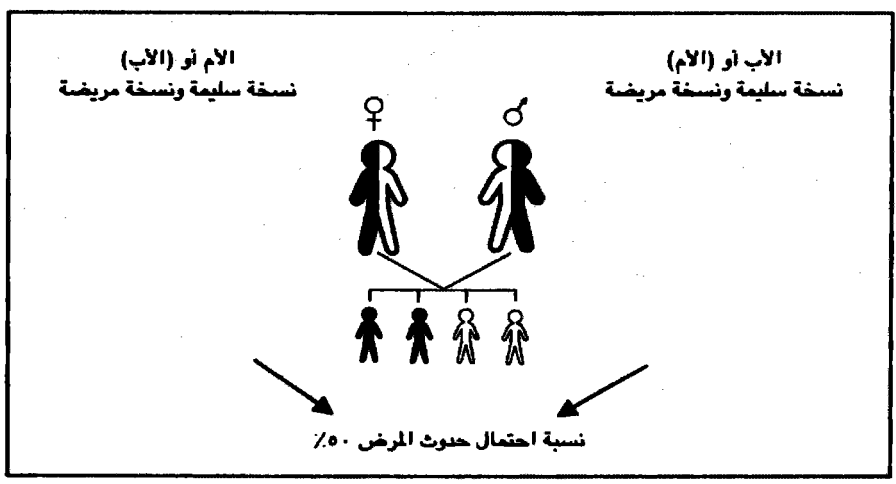 الأب أو (الأم)
نسخة سليمة ونسخة مريضة
الأم أو (الأب)
نسخة سليمة ونسخة مريضة
نسبة احتمال حدوث المرض ٥٠٪